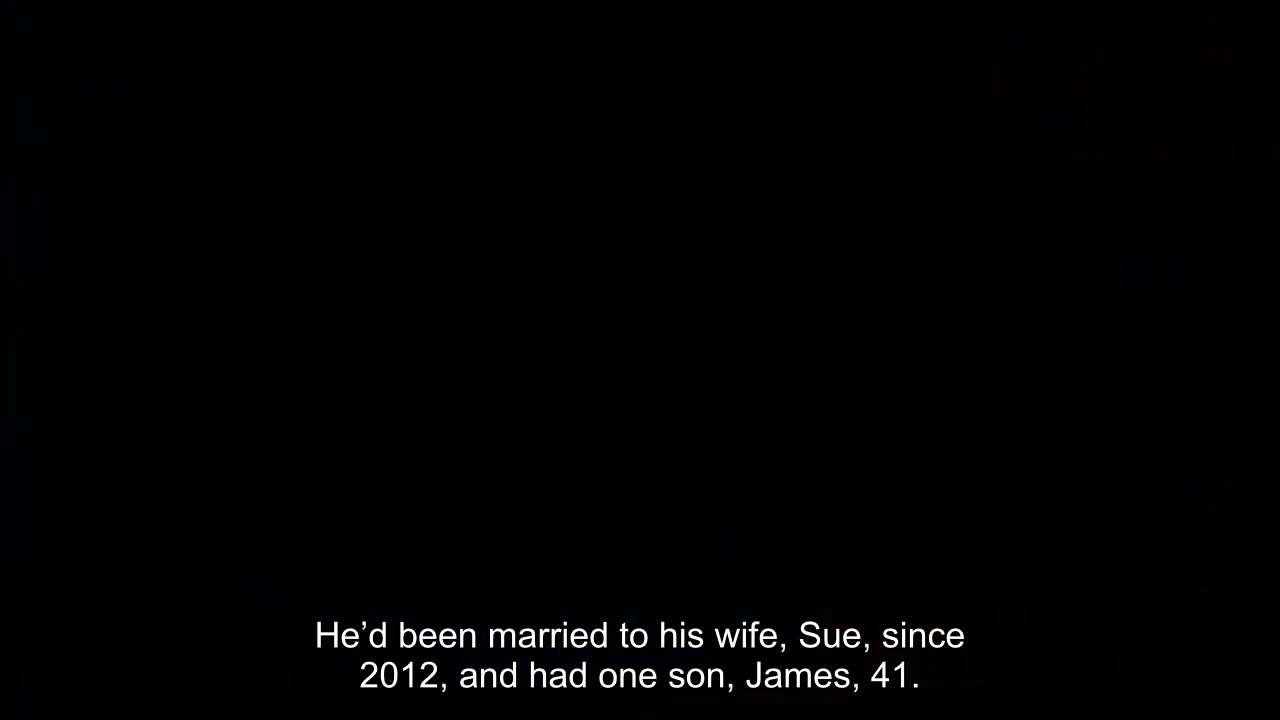 He’d been married to his wife, Sue, since
2012, and had one son, James, 41.